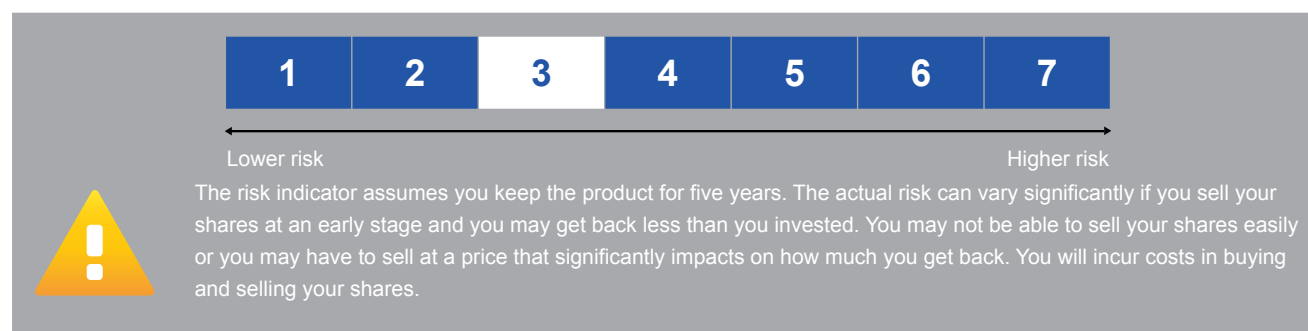 1 2 3 4 5 6 7
Lower risk Higher risk
The risk indicator assumes you keep the product for five years. The actual risk can vary significantly if you sell your
shares at an early stage and you may get back less than you invested. You may not be able to sell your shares easily
or you may have to sell at a price that significantly impacts on how much you get back. You will incur costs in buying
and selling your shares.